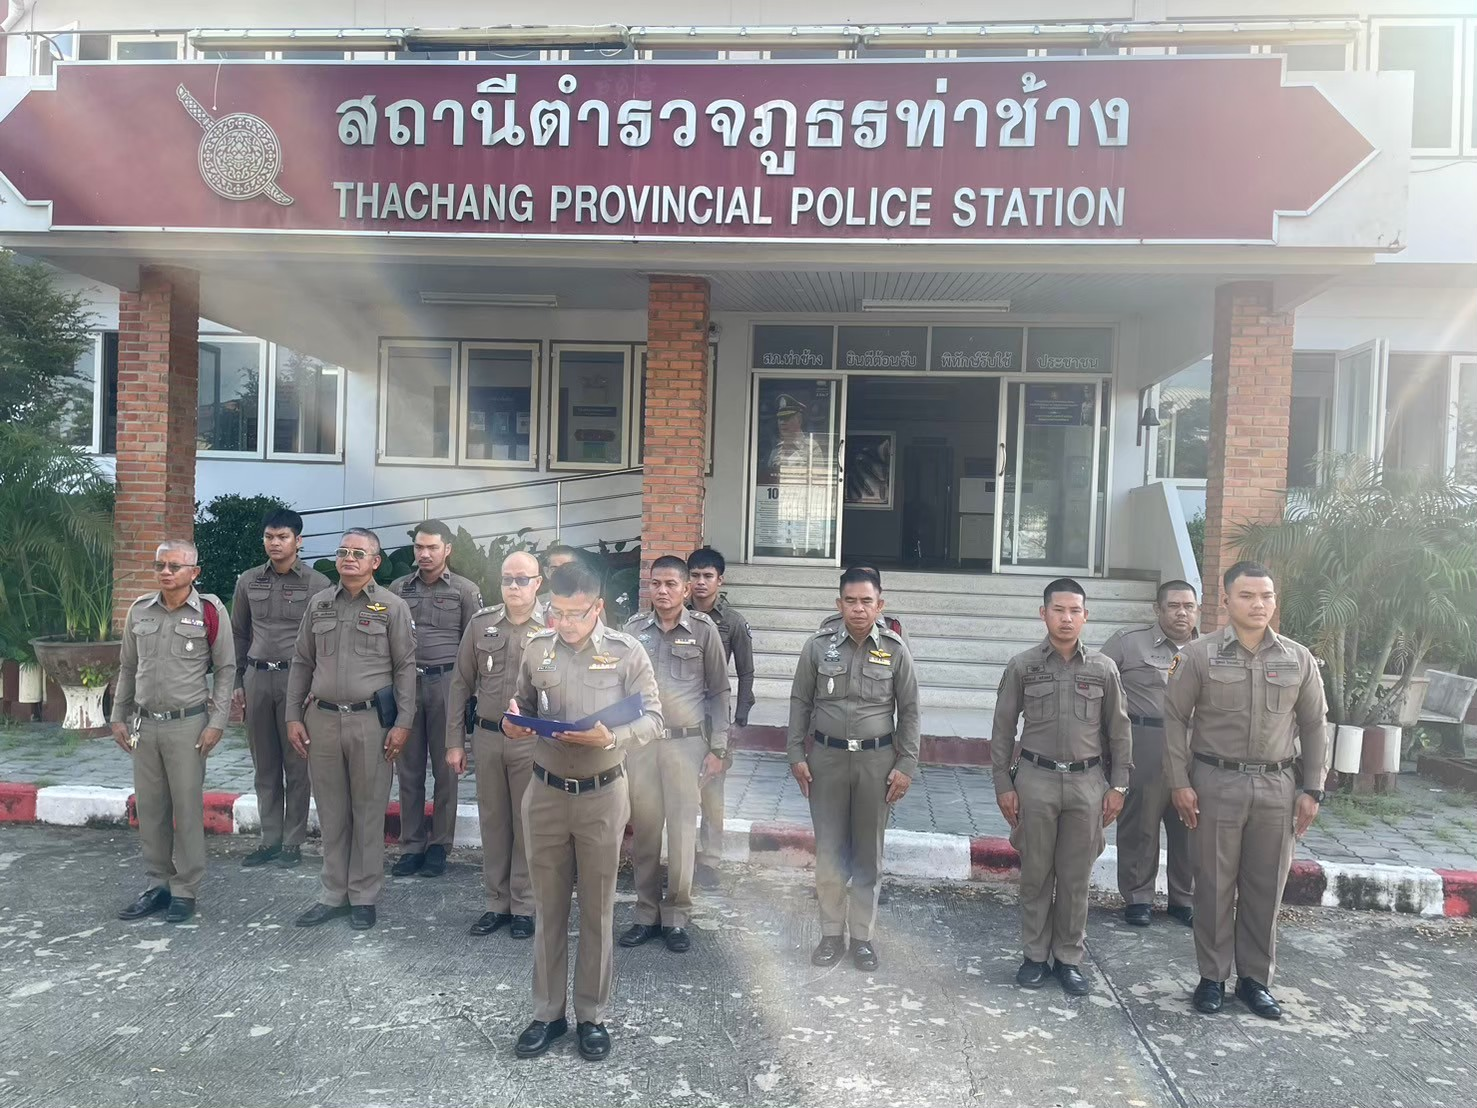 สถานีตำรวจภูธรท่าช้าง
THACHANG PROVINCIAL POLICE STATION
สภ.ท่าช้าง ยินดีต้อนรับ พิทักษ์รับใช้ ประชาชน
10